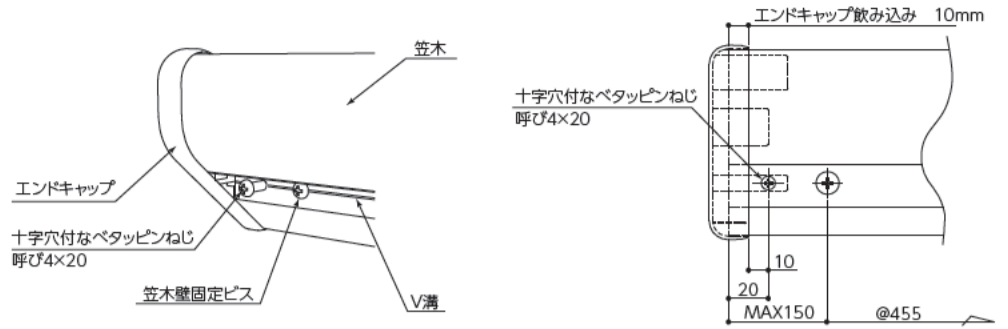 笠木
エンドキャップ
十字穴付なベタッピンねじ
呼び4×20
笠木壁固定ビス
V溝
エンドキャップ飲み込み 10mm
十字穴付なベタッピンねじ
呼び4×20
10
20
MAX150
@455